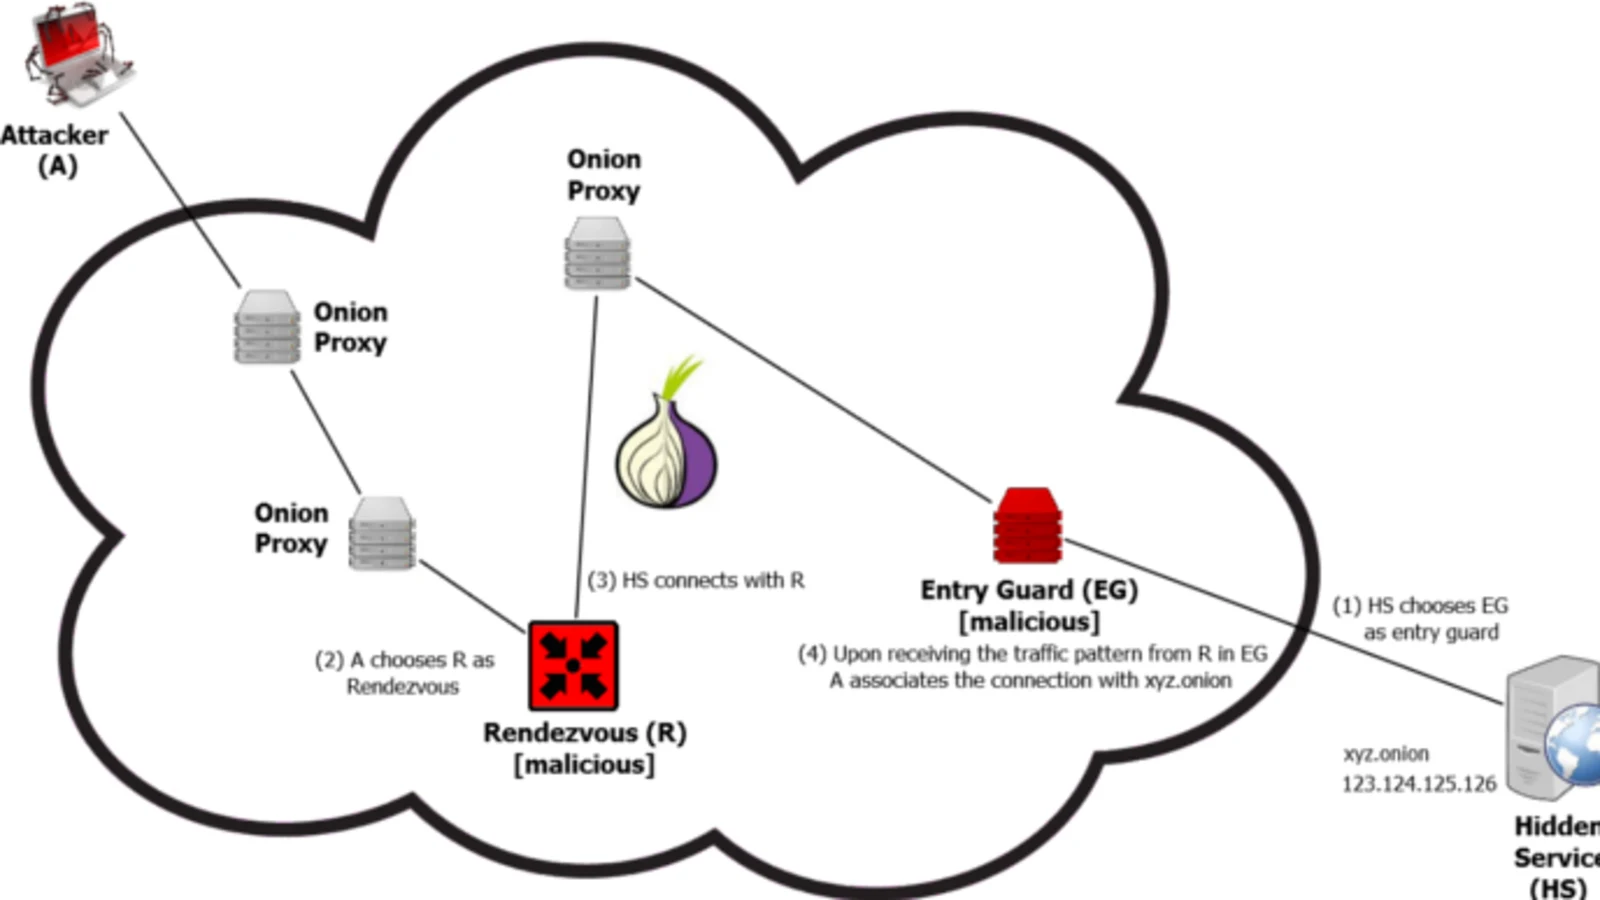 Attacker
(A)
Onion
Proxy
Onion
Proxy
Onion
Proxy
(3) HS connects with R
(2) A chooses R as
Rendezvous
Rendezvous (R)
[malicious]
Entry Guard (EG)
[malicious]
(4) Upon receiving the traffic pattern from R in EG
A associates the connection with xyz.onion
(1) HS chooses EG
as entry guard
xyz.onion
123.124.125.126
Hidden
Service
(HS)